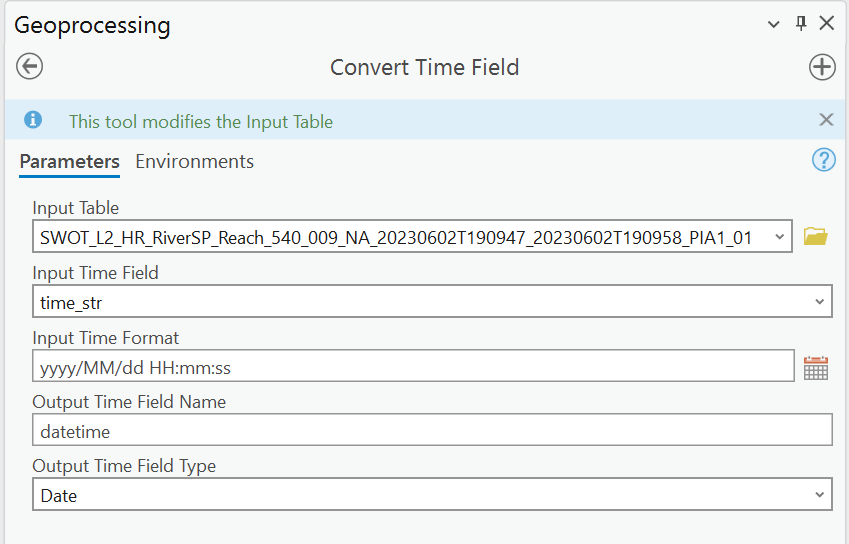 Geoprocessing
Convert Time Field
This tool modifies the Input Table
Parameters Environments
Input Table
SWOT_L2_HR_RiverSP_Reach_540_009_NA_20230602T190947_20230602T190958_PIA1_01
Input Time Field
time_str
Input Time Format
yyyy/MM/dd HH:mm:ss
Output Time Field Name
datetime
Output Time Field Type
Date